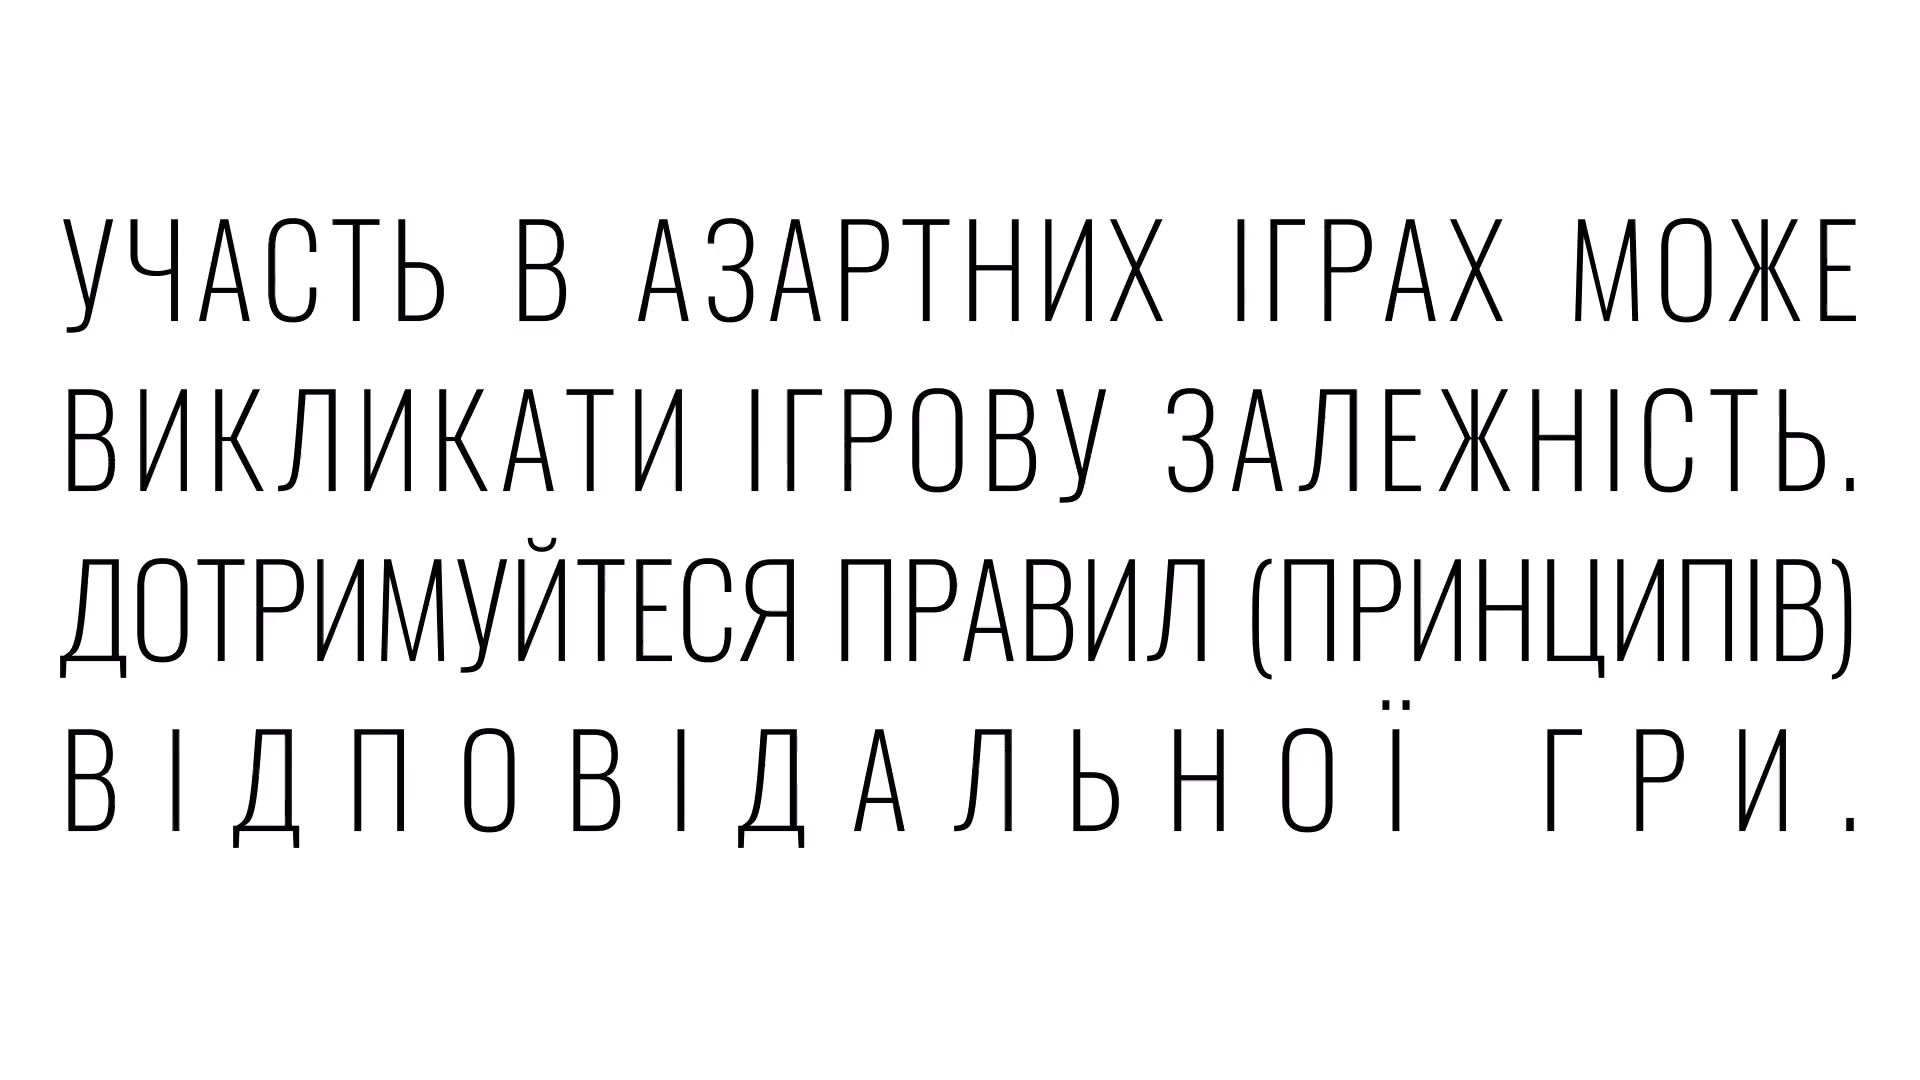 УЧАСТЬ В АЗАРТНИХ ІГРАХ МОЖЕ
ВИКЛИКАТИ ІГРОВУ ЗАЛЕЖНІСТЬ.
ДОТРИМУЙТЕСЯ ПРАВИЛ (ПРИНЦИПІВ)
ВІДПОВІДАЛЬНОЇ ГРИ.